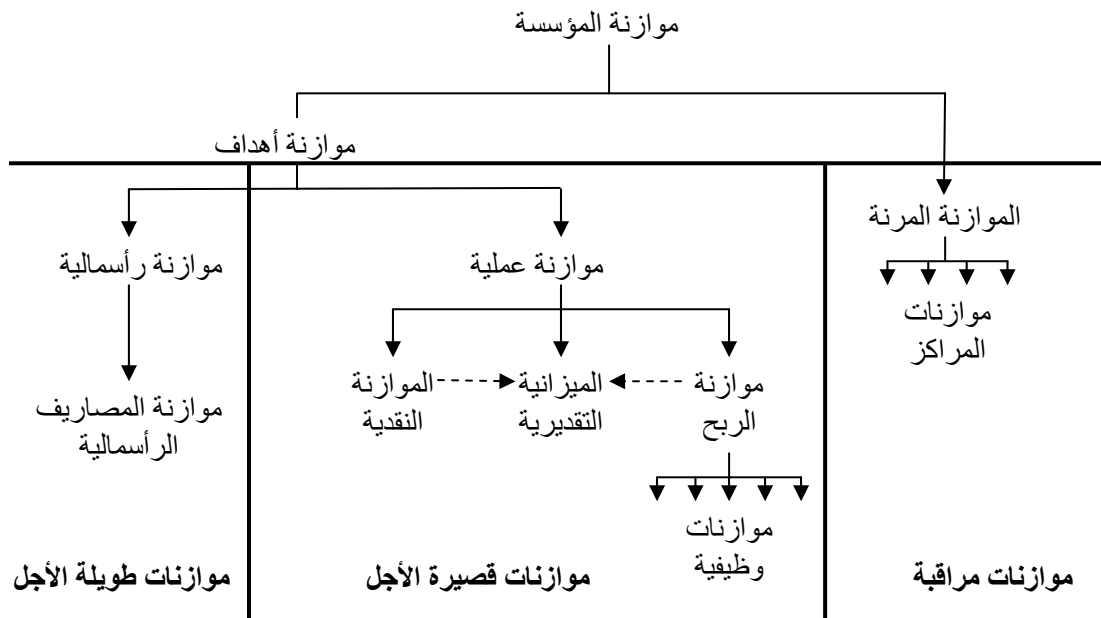 موازنة المؤسسة
موازنة أهداف
الموازنة المرنة
موازنة عملية
موازنة رأسمالية
موازنات
المراكز
موازنة
الربح
الميزانية
التقديرية
الموازنة
النقدية
موازنة المصاريف
الرأسمالية
موازنات
وظيفية
موازنات مراقبة
موازنات قصيرة الأجل
موازنات طويلة الأجل